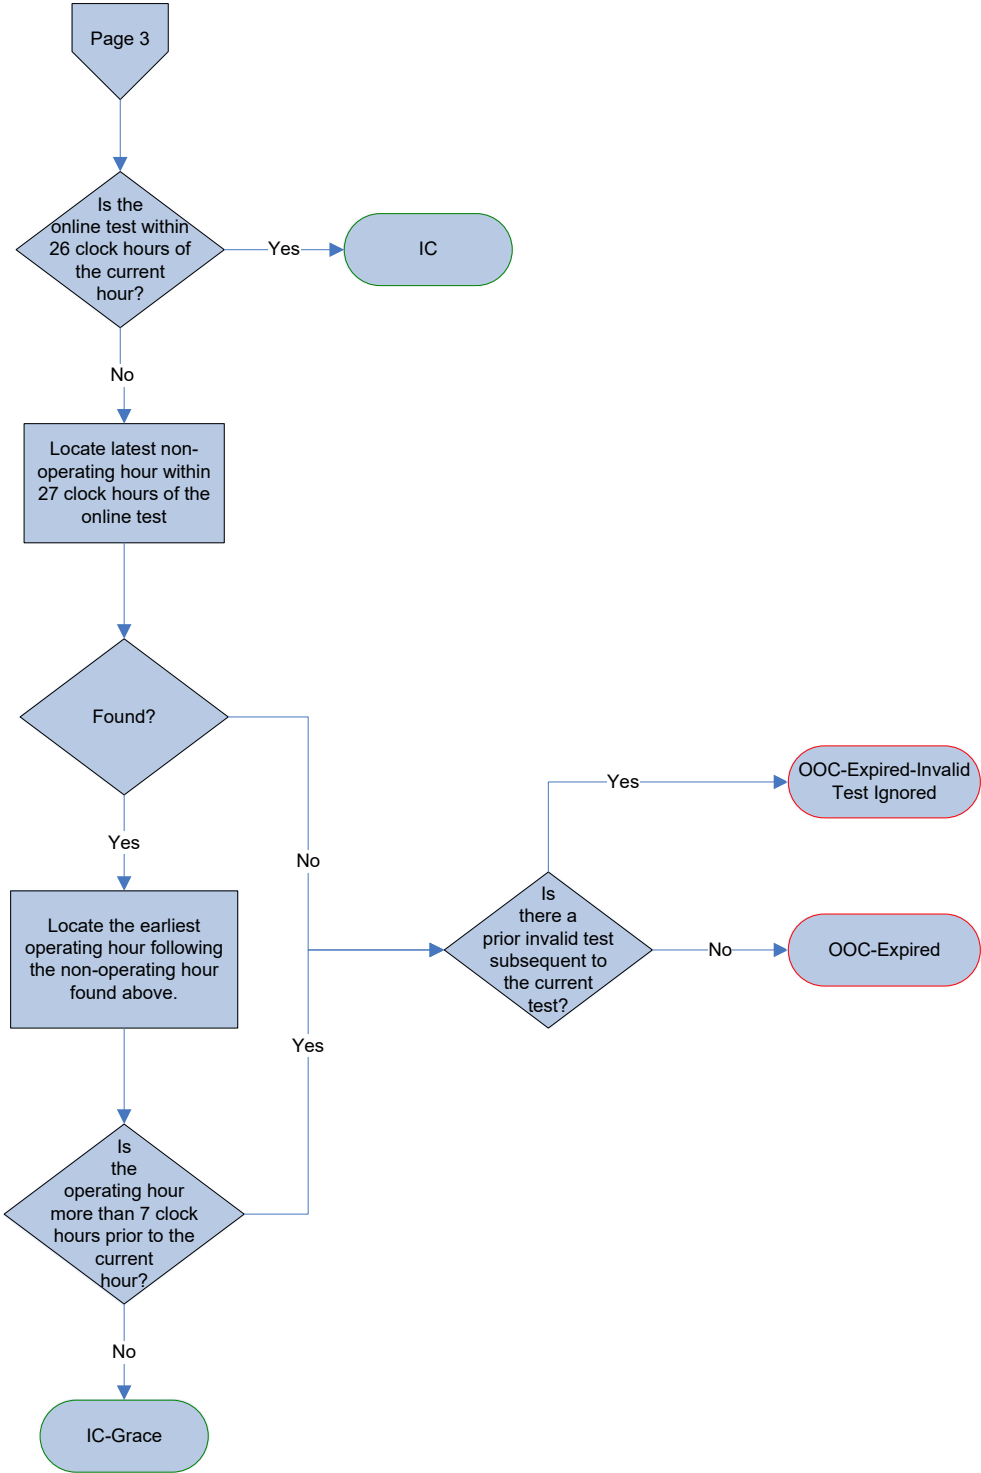 Page 3
Is the
online test within
26 clock hours of
the current
hour?
Yes
IC
No
Locate latest non-
operating hour within
27 clock hours of the
online test
Found?
Yes
No
Locate the earliest
operating hour following
the non-operating hour
found above.
Is
the
operating hour
more than 7 clock
hours prior to the
current
hour?
Yes
No
IC-Grace
Is
there a
prior invalid test
subsequent to
the current
test?
Yes
OOC-Expired-Invalid
Test Ignored
No
OOC-Expired